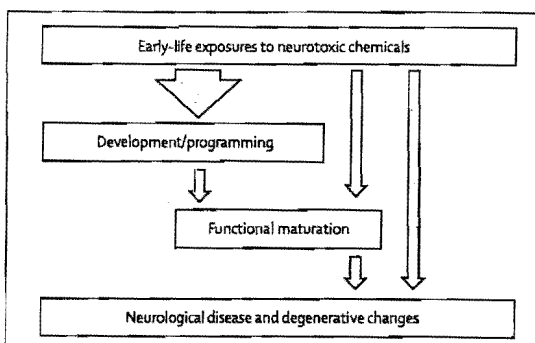 Early-life exposures to neurotoxic chemicals
Development/programming
Functional maturation
Neurological disease and degenerative changes